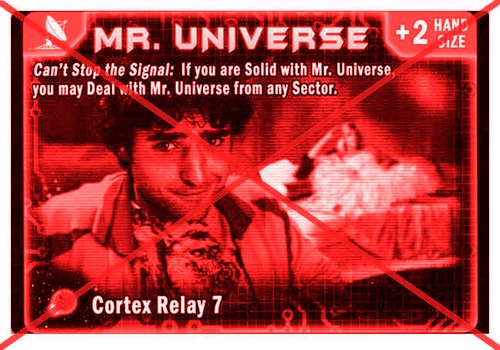 MR. UNIVERSE
+2 HAND SIZE
Can't Stop the Signal: If you are Solid with Mr. Universe,
you may Deal with Mr. Universe from any Sector.
Cortex Relay 7